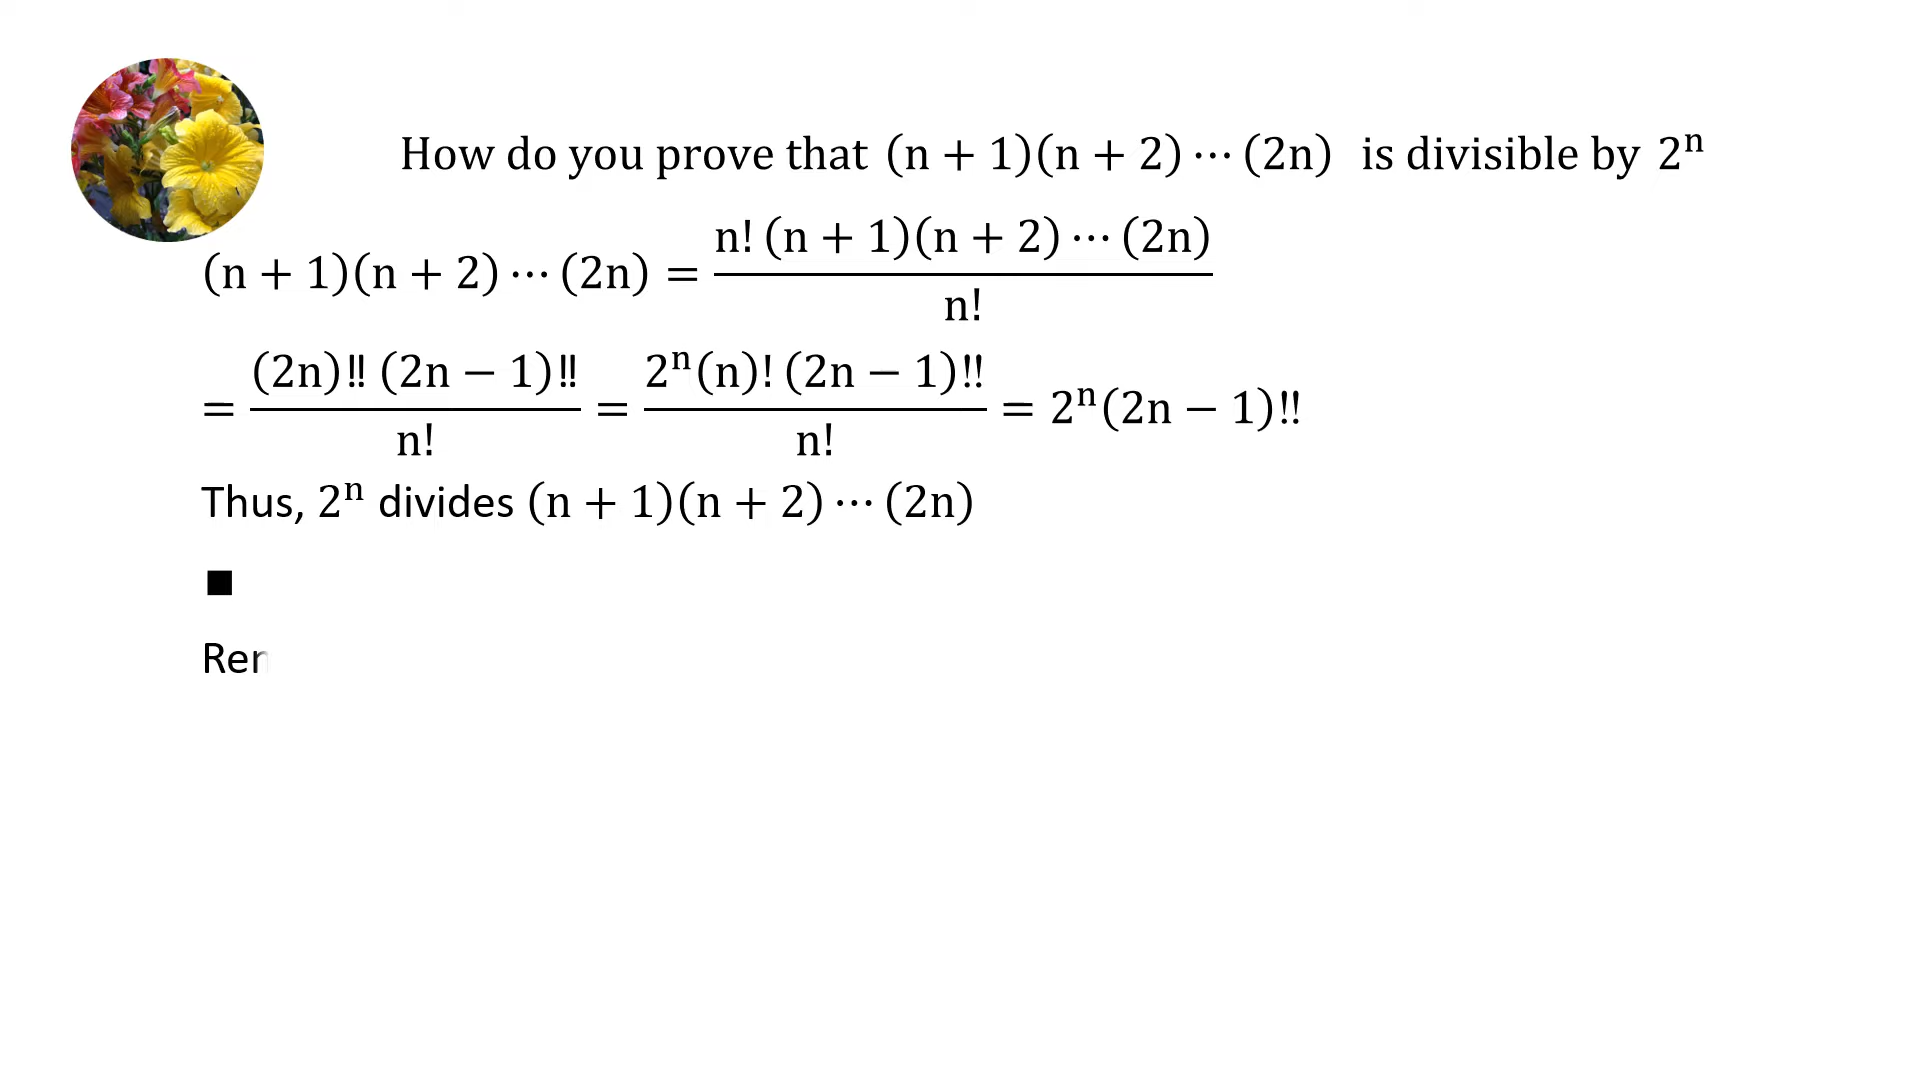 How do you prove that (n + 1)(n + 2) ⋯ (2n) is divisible by 2ⁿ
(n + 1)(n + 2) ⋯ (2n) = n! (n + 1)(n + 2) ⋯ (2n) / n!
= (2n)‼ (2n − 1)‼ / n! = 2ⁿ(n)! (2n − 1)!! / n! = 2ⁿ(2n − 1)!!
Thus, 2ⁿ divides (n + 1)(n + 2) ⋯ (2n)
■